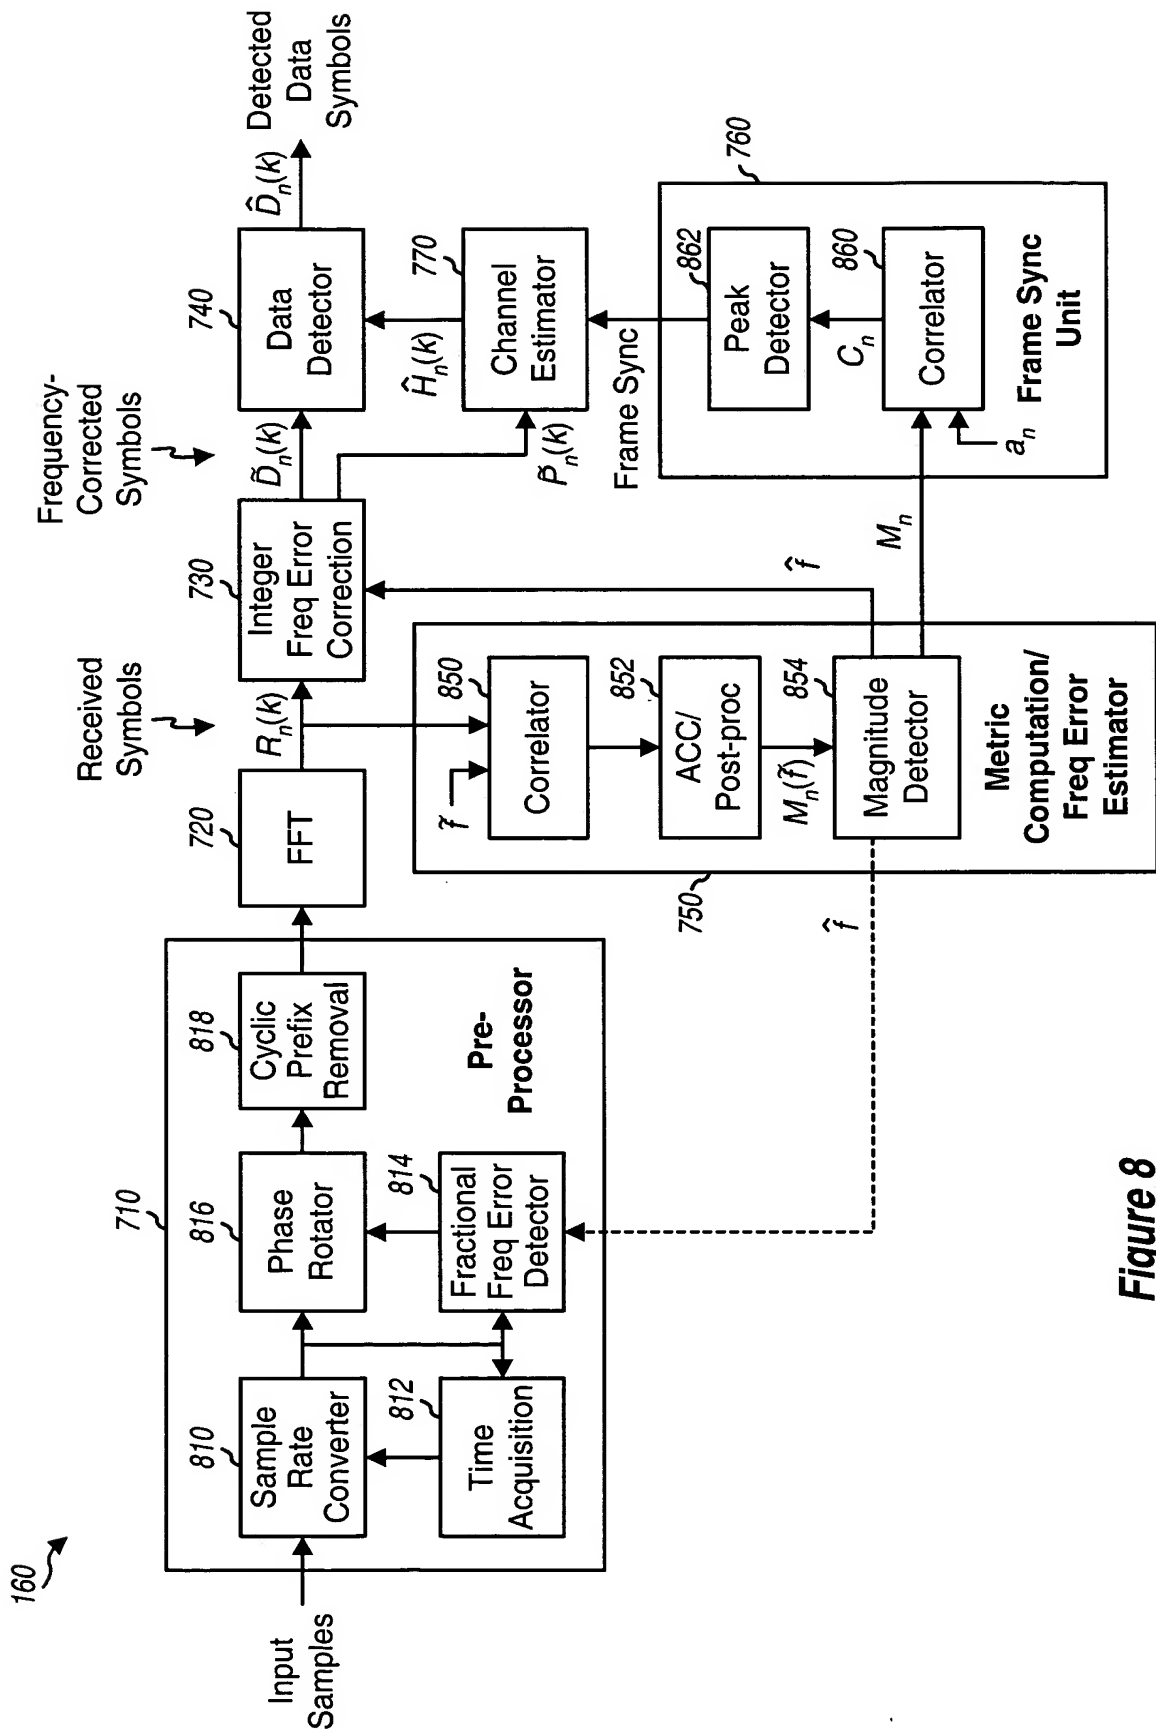 160
Input
Samples
710
810
Sample
Rate
Converter
812
Time
Acquisition
816
Phase
Rotator
814
Fractional
Freq Error
Detector
818
Cyclic
Prefix
Removal
Pre-
Processor
720
FFT
Received
Symbols
R_n(k)
730
Integer
Freq Error
Correction
Frequency-
Corrected
Symbols
D̃_n(k)
P̃_n(k)
740
Data
Detector
D̂_n(k)
Detected
Data
Symbols
Ĥ_n(k)
770
Channel
Estimator
Frame Sync
750
f̃
850
Correlator
852
ACC/
Post-proc
M_n(f̃)
854
Magnitude
Detector
Metric
Computation/
Freq Error
Estimator
f̂
f̂
M_n
760
862
Peak
Detector
C_n
860
Correlator
a_n
Frame Sync
Unit
Figure 8